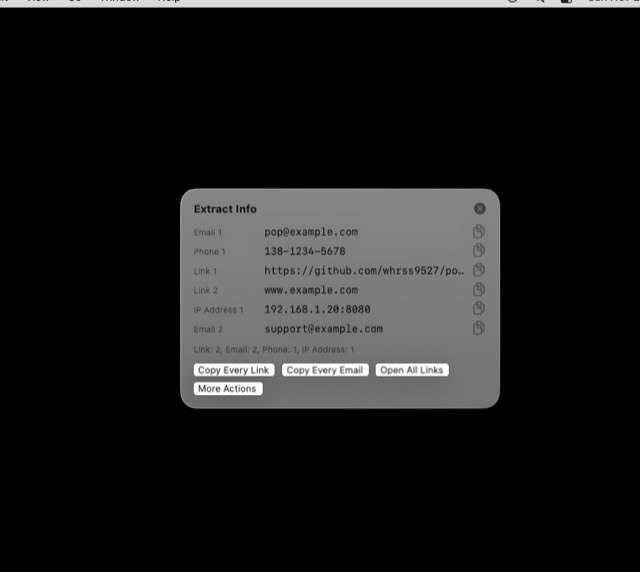 Window Help
Extract Info
Email 1 pop@example.com
Phone 1 138-1234-5678
Link 1 https://github.com/whrss9527/po…
Link 2 www.example.com
IP Address 1 192.168.1.20:8080
Email 2 support@example.com
Link: 2, Email: 2, Phone: 1, IP Address: 1
Copy Every Link Copy Every Email Open All Links
More Actions